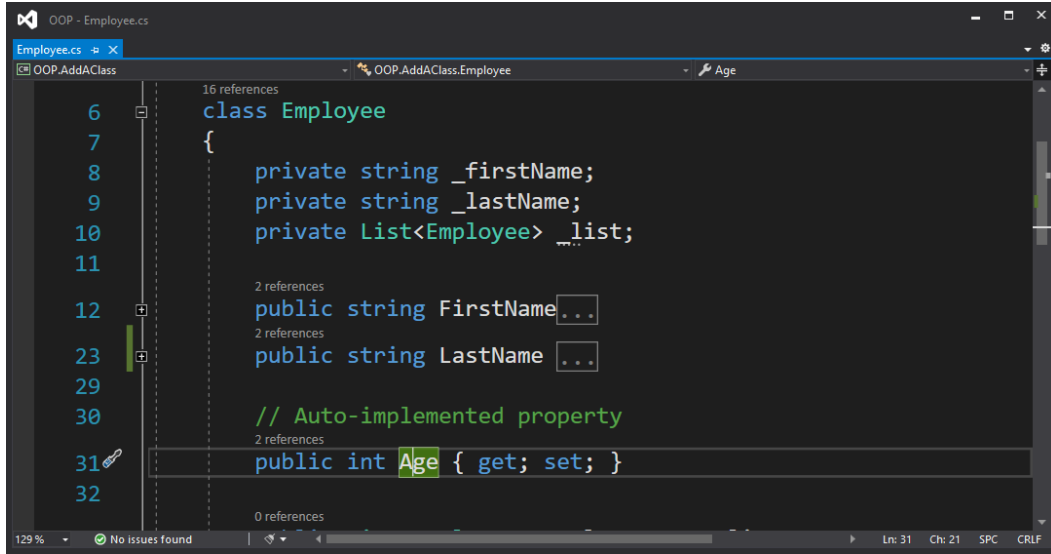 OOP - Employee.cs
Employee.cs
OOP.AddAClass OOP.AddAClass.Employee Age
16 references
6 class Employee
7 {
8 private string _firstName;
9 private string _lastName;
10 private List<Employee> _list;
11
2 references
12 public string FirstName...
2 references
23 public string LastName ...
29
30 // Auto-implemented property
2 references
31 public int Age { get; set; }
32
0 references
129 % No issues found Ln: 31 Ch: 21 SPC CRLF